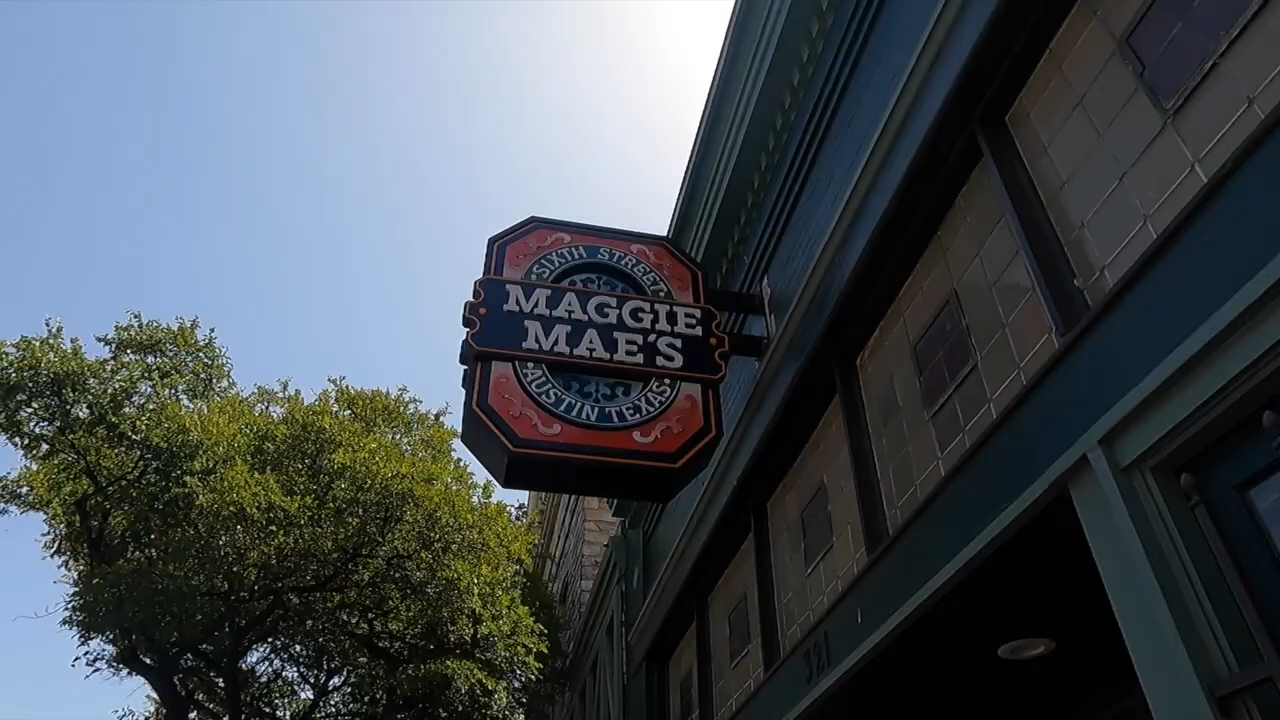 SIXTH STREET
MAGGIE
MAE'S
AUSTIN TEXAS
321